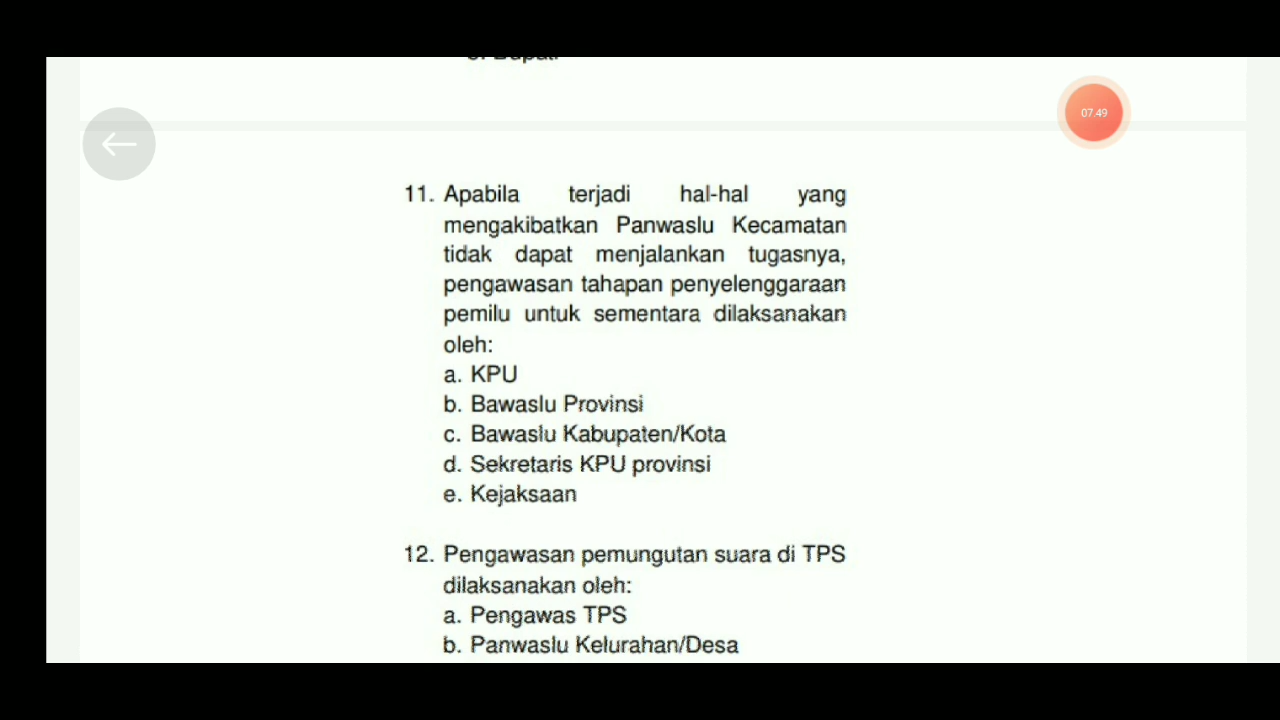 07.49
11. Apabila terjadi hal-hal yang
mengakibatkan Panwaslu Kecamatan
tidak dapat menjalankan tugasnya,
pengawasan tahapan penyelenggaraan
pemilu untuk sementara dilaksanakan
oleh:
a. KPU
b. Bawaslu Provinsi
c. Bawaslu Kabupaten/Kota
d. Sekretaris KPU provinsi
e. Kejaksaan
12. Pengawasan pemungutan suara di TPS
dilaksanakan oleh:
a. Pengawas TPS
b. Panwaslu Kelurahan/Desa